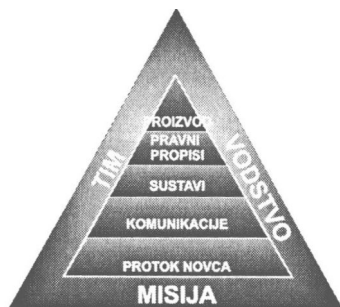 PROIZVOD
PRAVNI
PROPISI
TIM
VODSTVO
SUSTAVI
KOMUNIKACIJE
PROTOK NOVCA
MISIJA